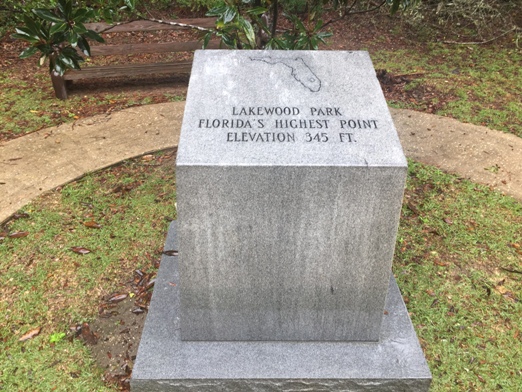 LAKEWOOD PARK
FLORIDA'S HIGHEST POINT
ELEVATION 345 FT.